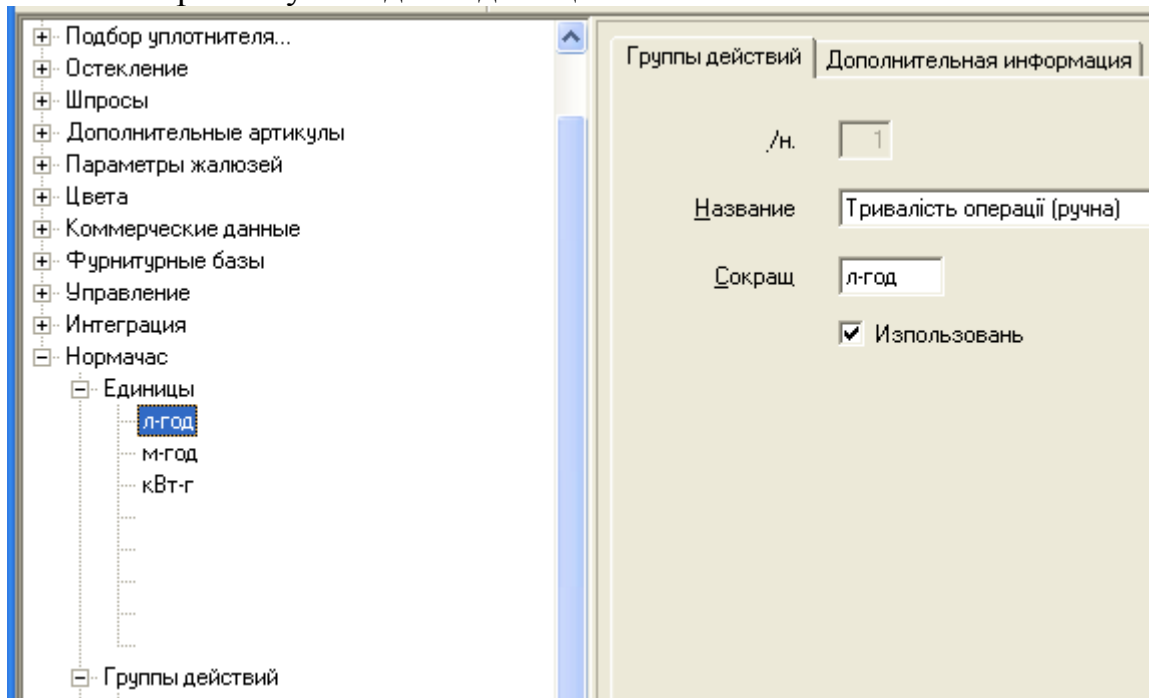 Подбор уплотнителя...
Остекление
Шпросы
Дополнительные артикулы
Параметры жалюзей
Цвета
Коммерческие данные
Фурнитурные базы
Управление
Интеграция
Нормачас
Единицы
л-год
м-год
кВт-г
Группы действий
Группы действий Дополнительная информация
/н. 1
Название Тривалість операції (ручна)
Сокращ л-год
Изпользовань